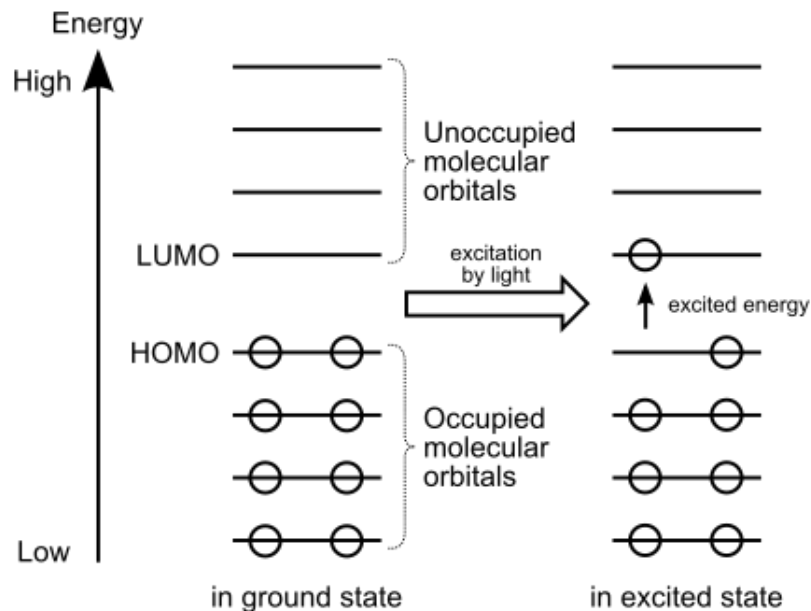 Energy
High
Unoccupied
molecular
orbitals
LUMO
excitation
by light
excited energy
HOMO
Occupied
molecular
orbitals
Low
in ground state
in excited state